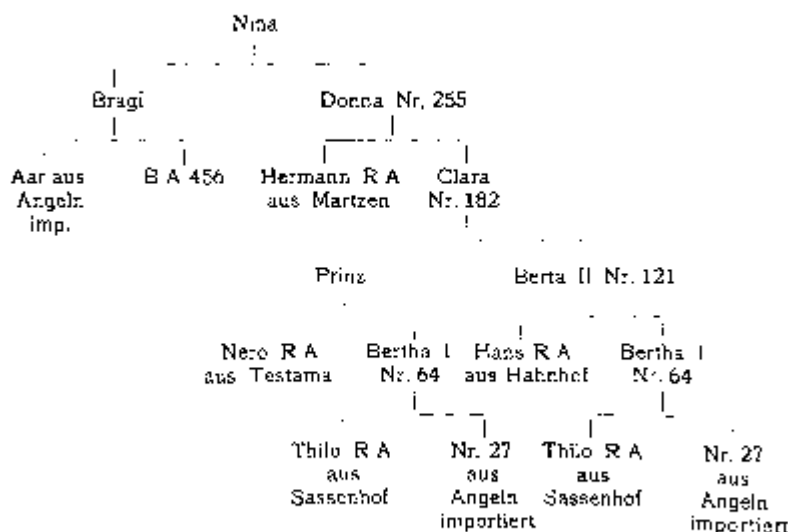 Nina
Bragi Donna Nr. 255
Aar aus B A 456 Hermann R A Clara
Angeln aus Martzen Nr. 182
imp.
Prinz Berta II Nr. 121
Nero R A Bertha I Hans R A Bertha I
aus Testama Nr. 64 aus Hahnhof Nr. 64
Thilo R A Nr. 27 Thilo R A Nr. 27
aus aus aus aus
Sassenhof Angeln Sassenhof Angeln
importiert importiert